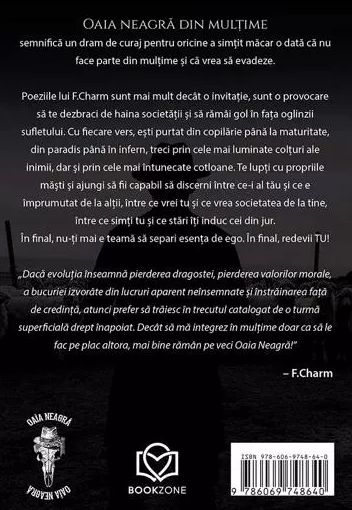 OAIA NEAGRĂ DIN MULȚIME
semnifică un dram de curaj pentru oricine a simțit măcar o dată că nu
face parte din mulțime și că vrea să evadeze.
Poeziile lui F.Charm sunt mai mult decât o invitație, sunt o provocare
să te dezbraci de haina societății și să rămâi gol în fața oglinzii
sufletului. Cu fiecare vers, ești purtat din copilărie până la maturitate,
din paradis până în infern, treci prin cele mai luminate colțuri ale
inimii, dar și prin cele mai întunecate cotloane. Te lupți cu propriile
măști și ajungi să fii capabil să discerni între ce-i al tău și ce e
împrumutat de la alții, între ce vrei tu și ce vrea societatea de la tine,
între ce simți tu și ce stări îți induc cei din jur.
În final, nu-ți mai e teamă să separi esența de ego. În final, redevii TU!
„Dacă evoluția înseamnă pierderea dragostei, pierderea valorilor morale,
a bucuriei izvorâte din lucruri aparent neînsemnate și înstrăinarea față
de credință, atunci prefer să trăiesc în trecutul catalogat de o turmă
superficială drept înapoiat. Decât să mă integrez în mulțime doar ca să le
fac pe plac altora, mai bine rămân pe veci Oaia Neagră!”
– F.Charm
OAIA NEAGRĂ
OAIA NEAGRĂ
BOOKZONE
ISBN 978-606-9748-64-0
9 786069 748640